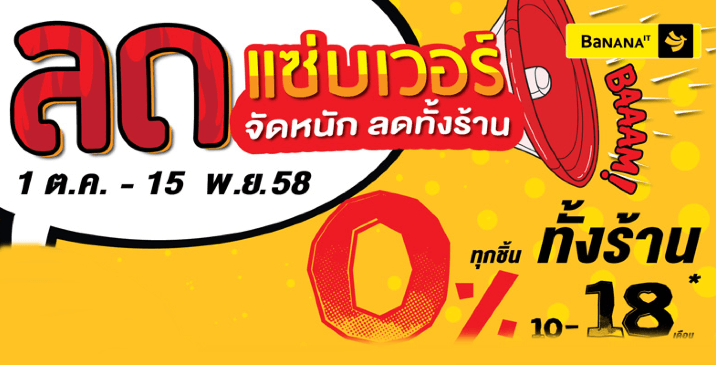 ลด
แซ่บเวอร์
จัดหนัก ลดทั้งร้าน
1 ต.ค. - 15 พ.ย.58
BaNANA IT
BAAAM!
0% ทุกชิ้น ทั้งร้าน
10-18* เดือน